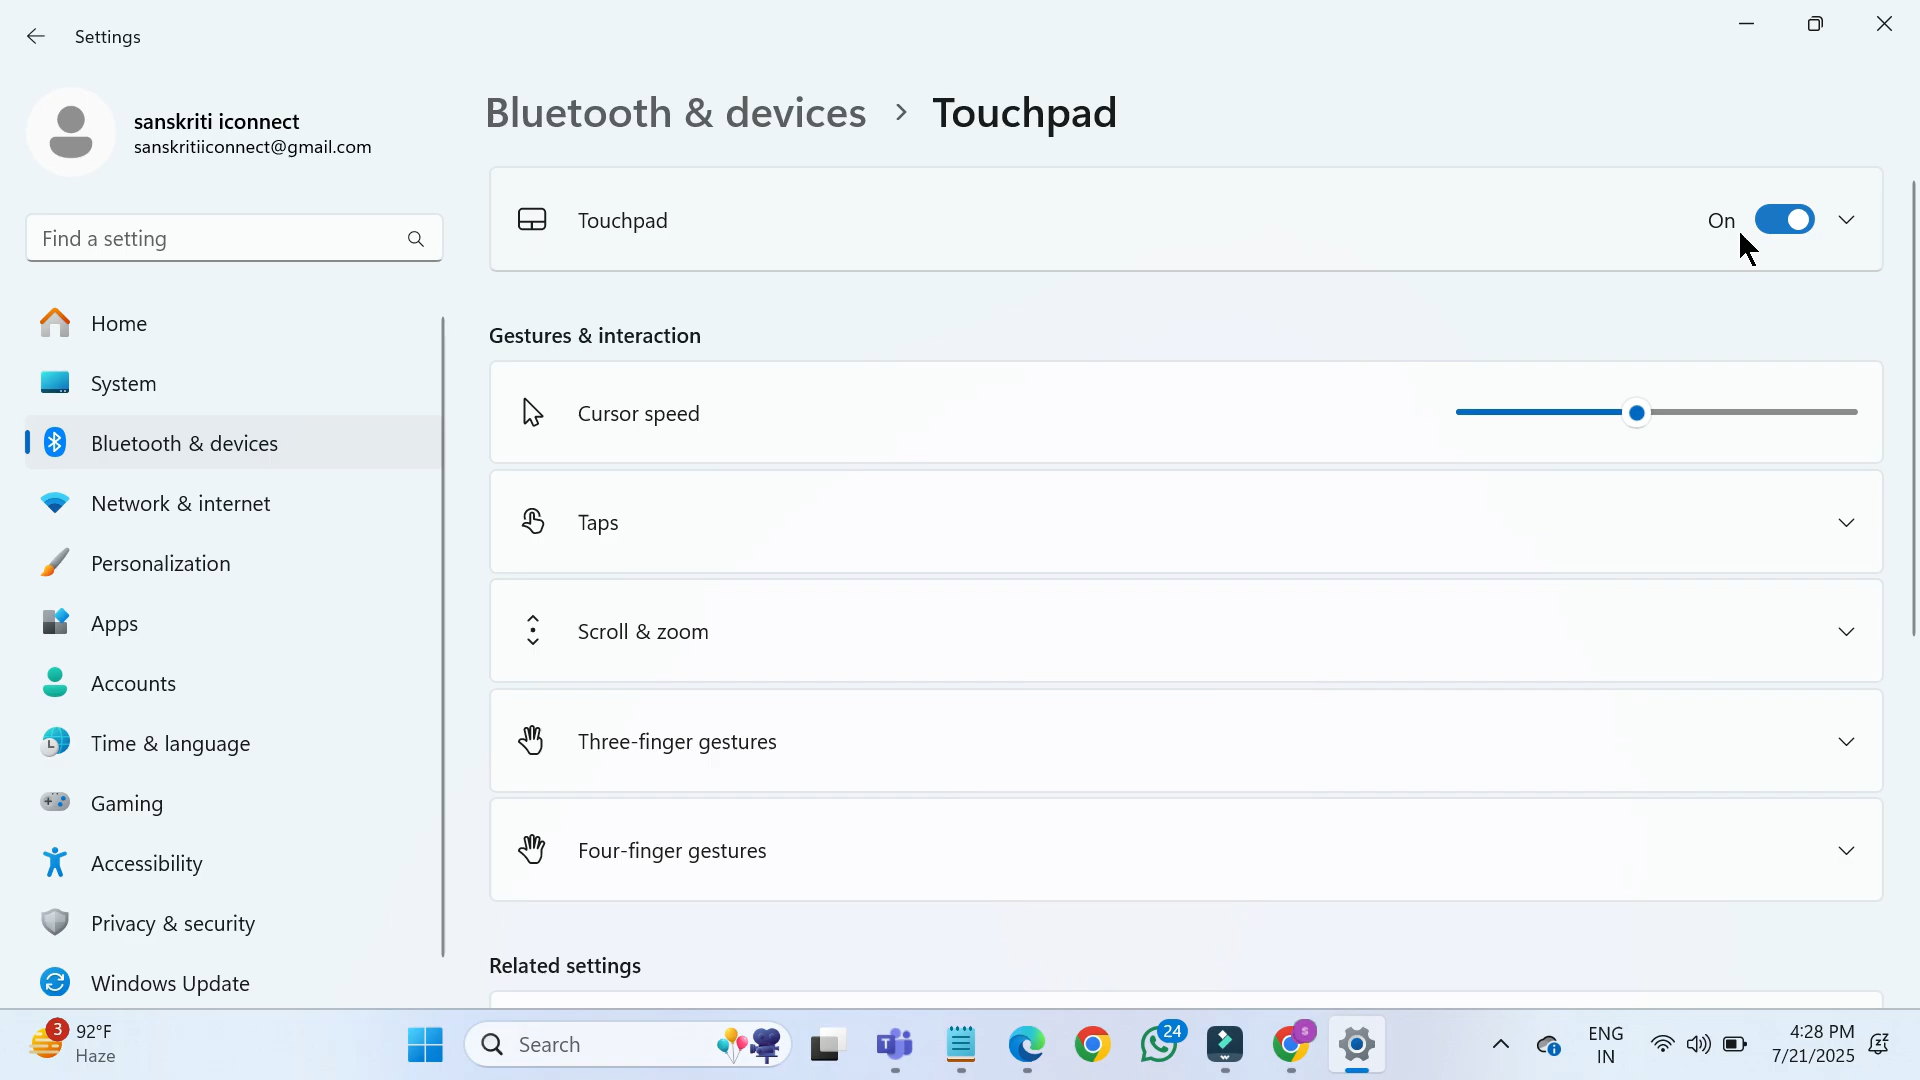 Settings
sanskriti iconnect
sanskritiiconnect@gmail.com
Find a setting
Home
System
Bluetooth & devices
Network & internet
Personalization
Apps
Accounts
Time & language
Gaming
Accessibility
Privacy & security
Windows Update
Bluetooth & devices > Touchpad
Touchpad On
Gestures & interaction
Cursor speed
Taps
Scroll & zoom
Three-finger gestures
Four-finger gestures
Related settings
3 92°F
Haze
Search
24
S
ENG
IN
4:28 PM
7/21/2025